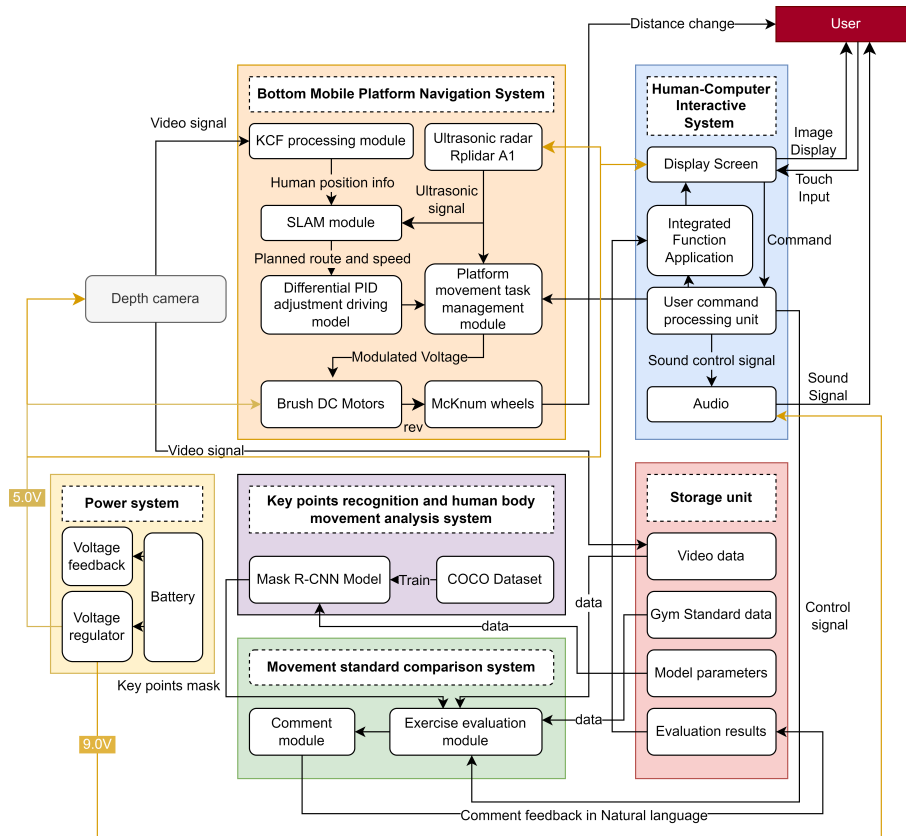 Distance change
User
Bottom Mobile Platform Navigation System
Human-Computer
Interactive
System
Video signal
KCF processing module
Ultrasonic radar
Rplidar A1
Image
Display
Display Screen
Touch
Input
Human position info
Ultrasonic
signal
SLAM module
Integrated
Function
Application
Command
Planned route and speed
Depth camera
Differential PID
adjustment driving
model
Platform
movement task
management
module
User command
processing unit
Modulated Voltage
Sound control signal
Sound
Signal
Brush DC Motors
rev
McKnum wheels
Audio
Video signal
5.0V
Power system
Key points recognition and human body
movement analysis system
Storage unit
Voltage
feedback
Battery
Voltage
regulator
Mask R-CNN Model
Train
COCO Dataset
Video data
data
Gym Standard data
Control
signal
data
Movement standard comparison system
Model parameters
Key points mask
Comment
module
Exercise evaluation
module
data
Evaluation results
9.0V
Comment feedback in Natural language